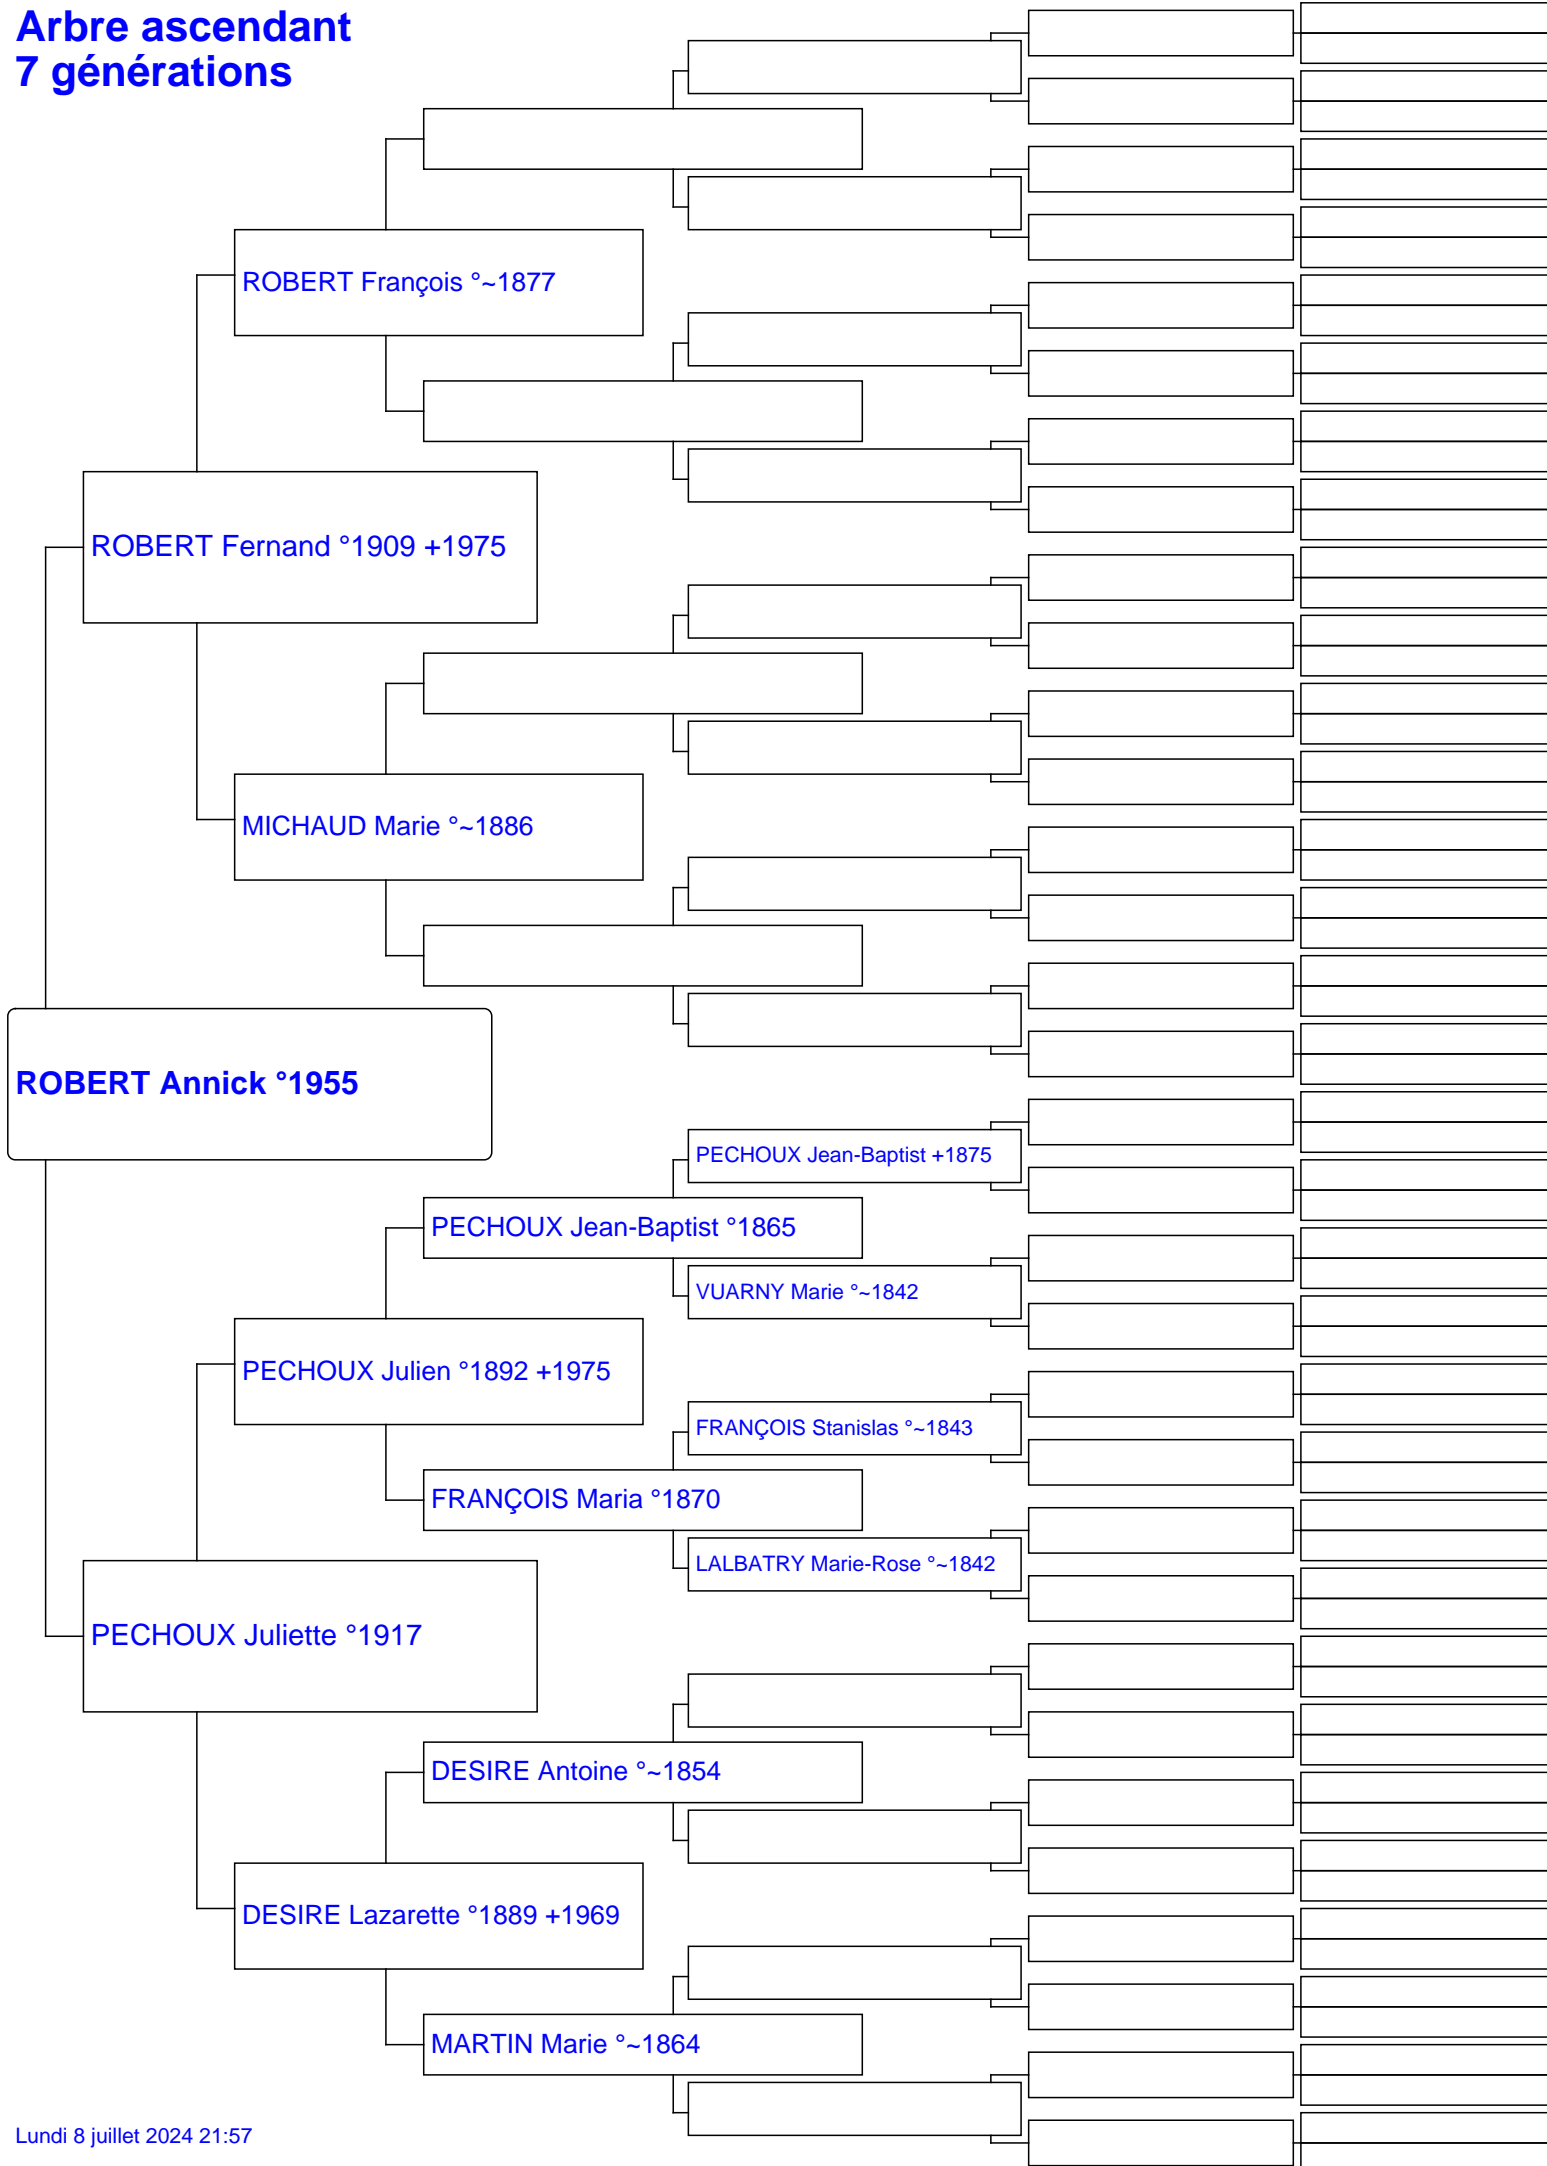 Arbre ascendant
7 générations
ROBERT François °~1877
ROBERT Fernand °1909 +1975
MICHAUD Marie °~1886
ROBERT Annick °1955
PECHOUX Jean-Baptist +1875
PECHOUX Jean-Baptist °1865
VUARNY Marie °~1842
PECHOUX Julien °1892 +1975
FRANÇOIS Stanislas °~1843
FRANÇOIS Maria °1870
LALBATRY Marie-Rose °~1842
PECHOUX Juliette °1917
DESIRE Antoine °~1854
DESIRE Lazarette °1889 +1969
MARTIN Marie °~1864
Lundi 8 juillet 2024 21:57